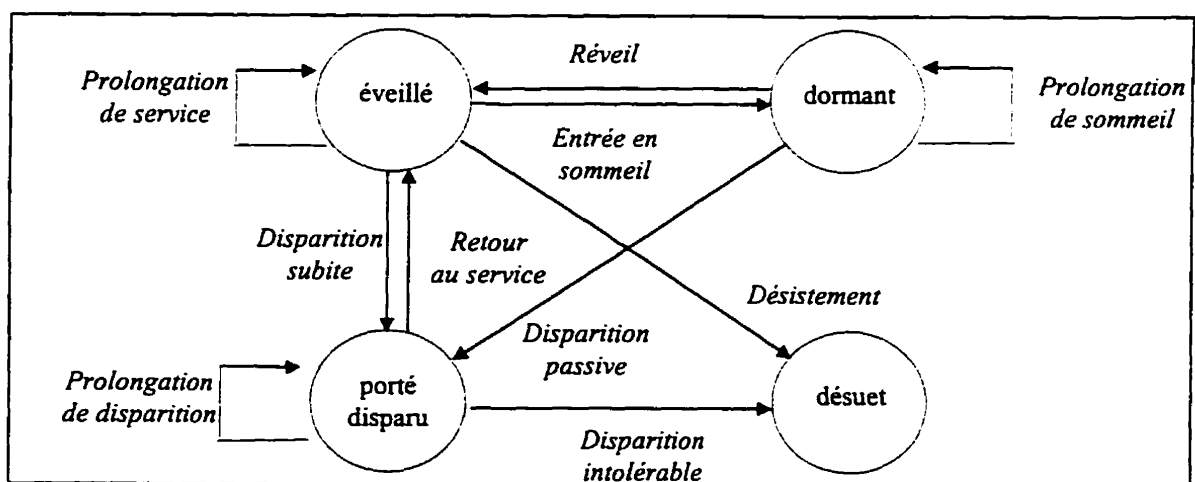 Réveil
Prolongation
de service
éveillé
dormant
Prolongation
de sommeil
Entrée en
sommeil
Disparition
subite
Retour
au service
Désistement
Disparition
passive
Prolongation
de disparition
porté
disparu
désuet
Disparition
intolérable